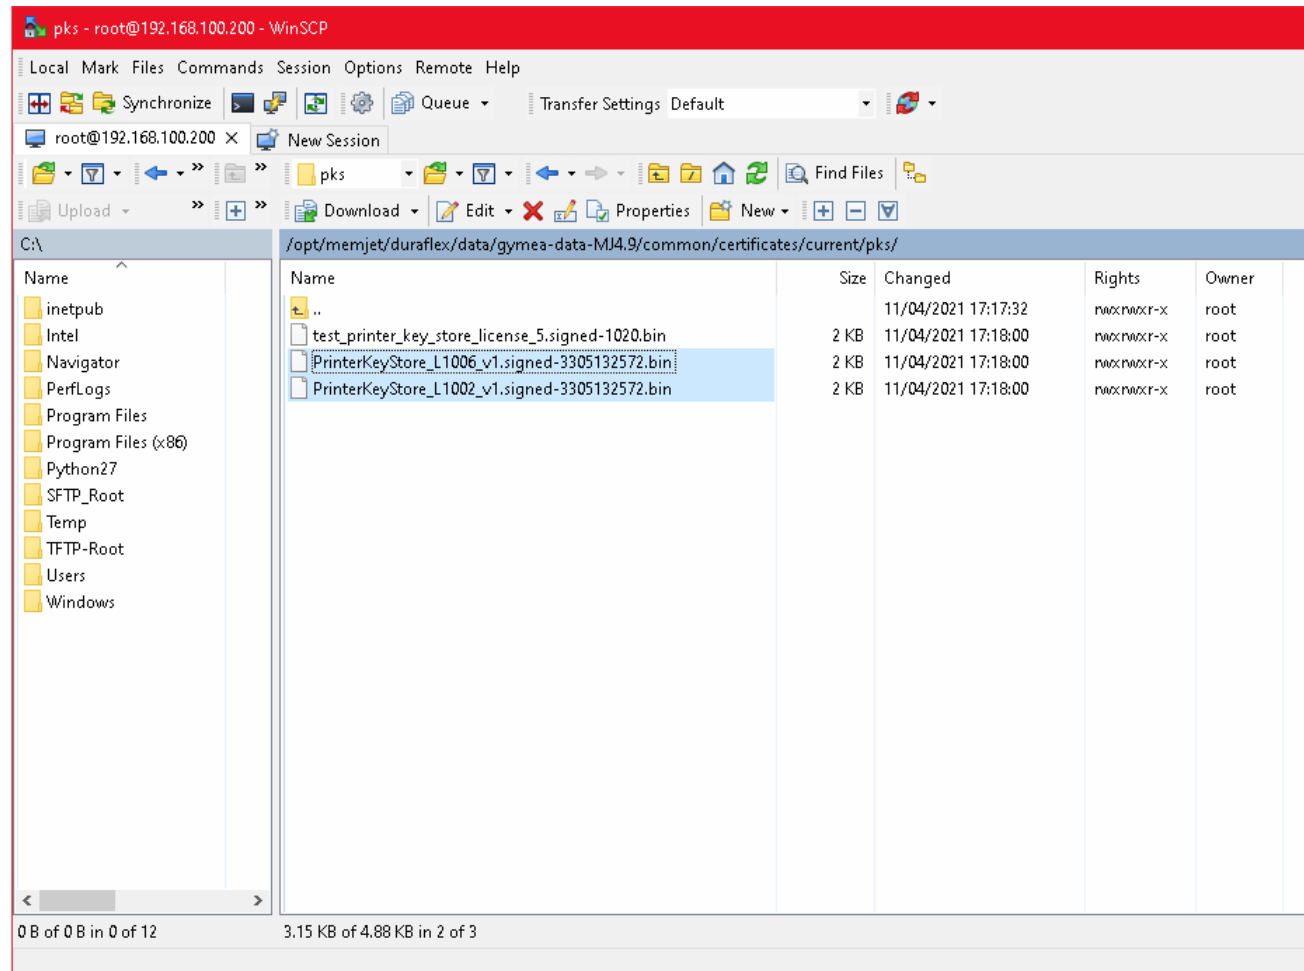 pks - root@192.168.100.200 - WinSCP
Local Mark Files Commands Session Options Remote Help
Synchronize Queue Transfer Settings Default
root@192.168.100.200 X New Session
pks Find Files
Upload Download Edit Properties New
C:\ /opt/memjet/duraflex/data/gymea-data-MJ4.9/common/certificates/current/pks/
Name Name Size Changed Rights Owner
inetpub .. 11/04/2021 17:17:32 rwxrwxr-x root
Intel test_printer_key_store_license_5.signed-1020.bin 2 KB 11/04/2021 17:18:00 rwxrwxr-x root
Navigator PrinterKeyStore_L1006_v1.signed-3305132572.bin 2 KB 11/04/2021 17:18:00 rwxrwxr-x root
PerfLogs PrinterKeyStore_L1002_v1.signed-3305132572.bin 2 KB 11/04/2021 17:18:00 rwxrwxr-x root
Program Files
Program Files (x86)
Python27
SFTP_Root
Temp
TFTP-Root
Users
Windows
0 B of 0 B in 0 of 12 3.15 KB of 4.88 KB in 2 of 3